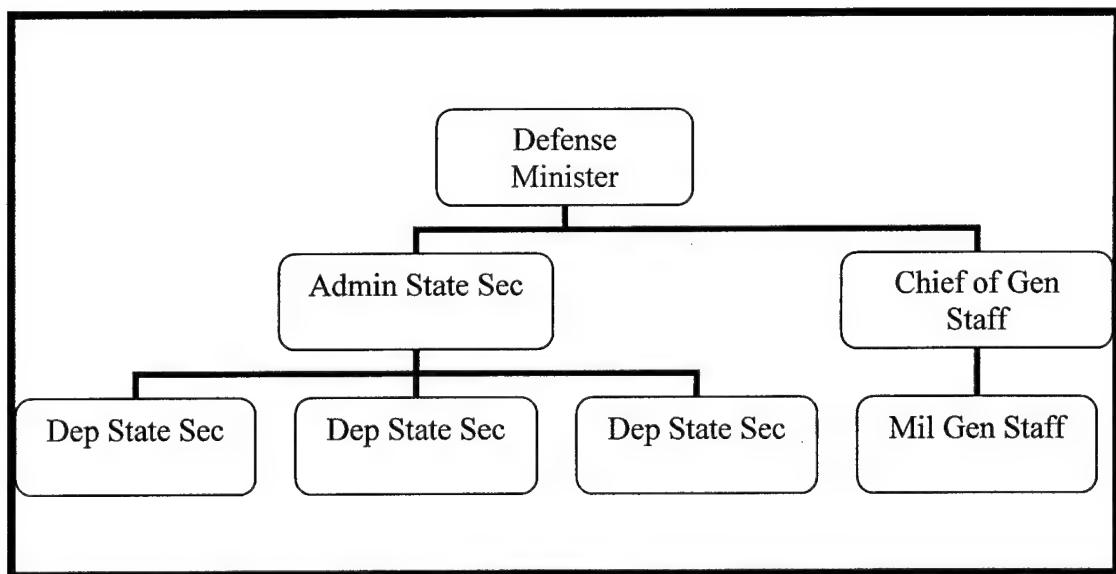 Defense
Minister
Admin State Sec
Chief of Gen
Staff
Dep State Sec
Dep State Sec
Dep State Sec
Mil Gen Staff